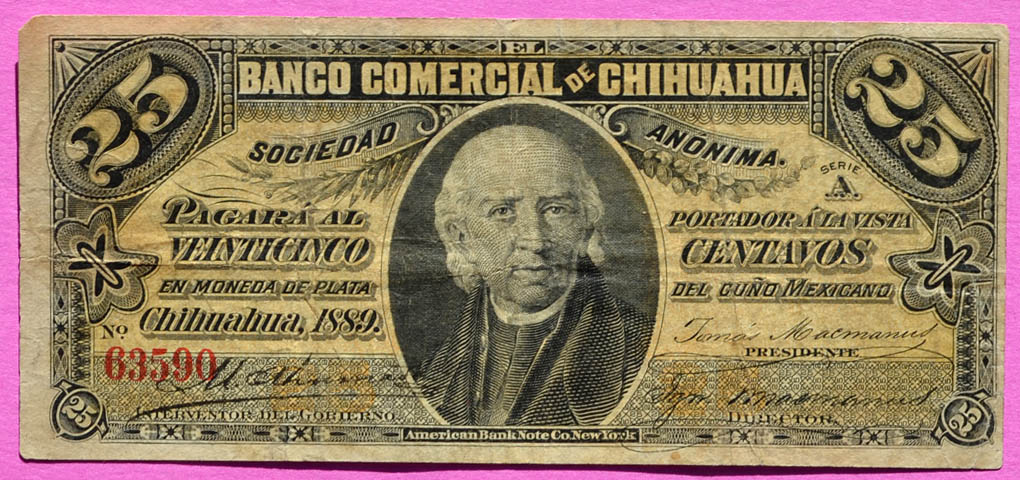 EL
BANCO COMERCIAL DE CHIHUAHUA
25
25
SOCIEDAD ANÓNIMA.
SERIE
A
PAGARÁ AL PORTADOR Á LA VISTA
VEINTICINCO CENTAVOS
EN MONEDA DE PLATA DEL CUÑO MEXICANO
Chihuahua, 1889.
No
63590
Tomás Macmanus
PRESIDENTE
INTERVENTOR DEL GOBIERNO
DIRECTOR
25
25
American Bank Note Co. New York